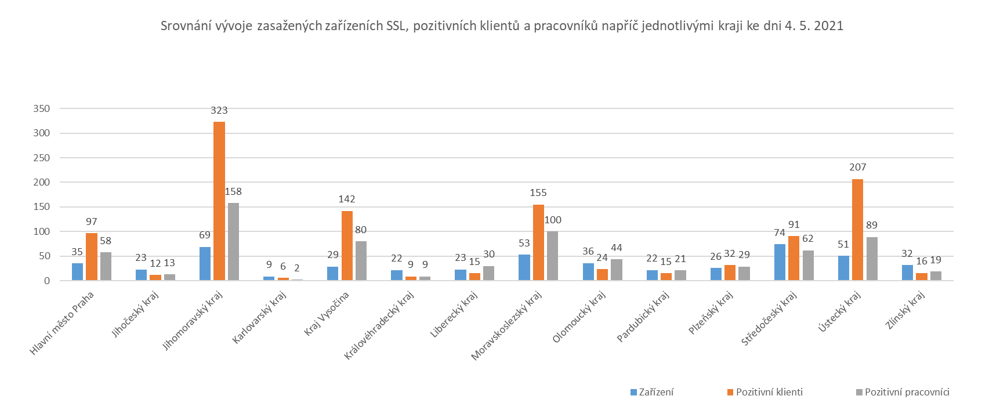 Srovnání vývoje zasažených zařízeních SSL, pozitivních klientů a pracovníků napříč jednotlivými kraji ke dni 4. 5. 2021
350
300
250
200
150
100
50
0
35 97 58
23 12 13
69 323 158
9 6 2
29 142 80
22 9 9
23 15 30
53 155 100
36 24 44
22 15 21
26 32 29
74 91 62
51 207 89
32 16 19
Hlavní město Praha
Jihočeský kraj
Jihomoravský kraj
Karlovarský kraj
Kraj Vysočina
Královéhradecký kraj
Liberecký kraj
Moravskoslezský kraj
Olomoucký kraj
Pardubický kraj
Plzeňský kraj
Středočeský kraj
Ústecký kraj
Zlínský kraj
Zařízení Pozitivní klienti Pozitivní pracovníci